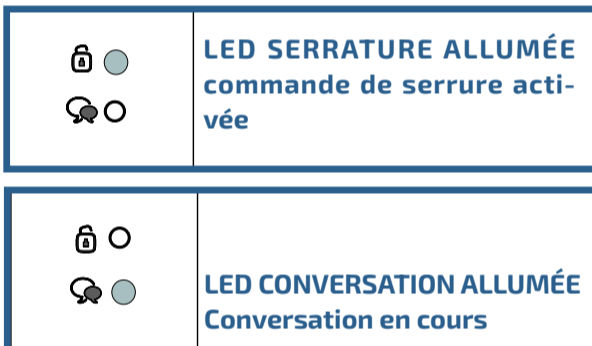 LED SERRATURE ALLUMÉE
commande de serrure acti-
vée
LED CONVERSATION ALLUMÉE
Conversation en cours